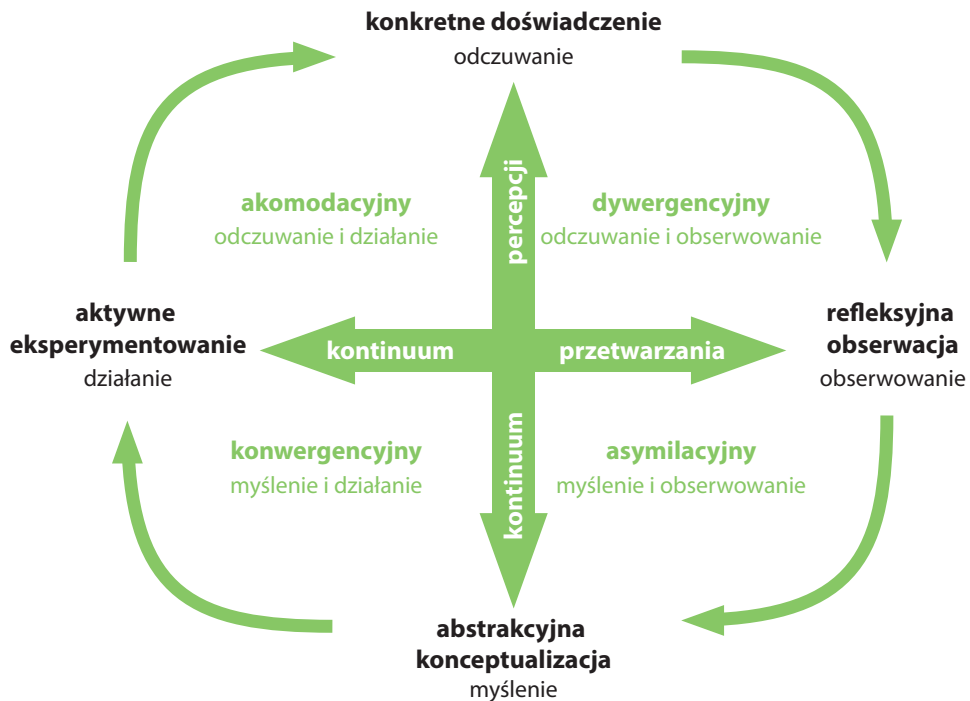 konkretne doświadczenie
odczuwanie
akomodacyjny
odczuwanie i działanie
percepcji
dywergencyjny
odczuwanie i obserwowanie
aktywne
eksperymentowanie
działanie
kontinuum
przetwarzania
refleksyjna
obserwacja
obserwowanie
konwergencyjny
myślenie i działanie
kontinuum
asymilacyjny
myślenie i obserwowanie
abstrakcyjna
konceptualizacja
myślenie